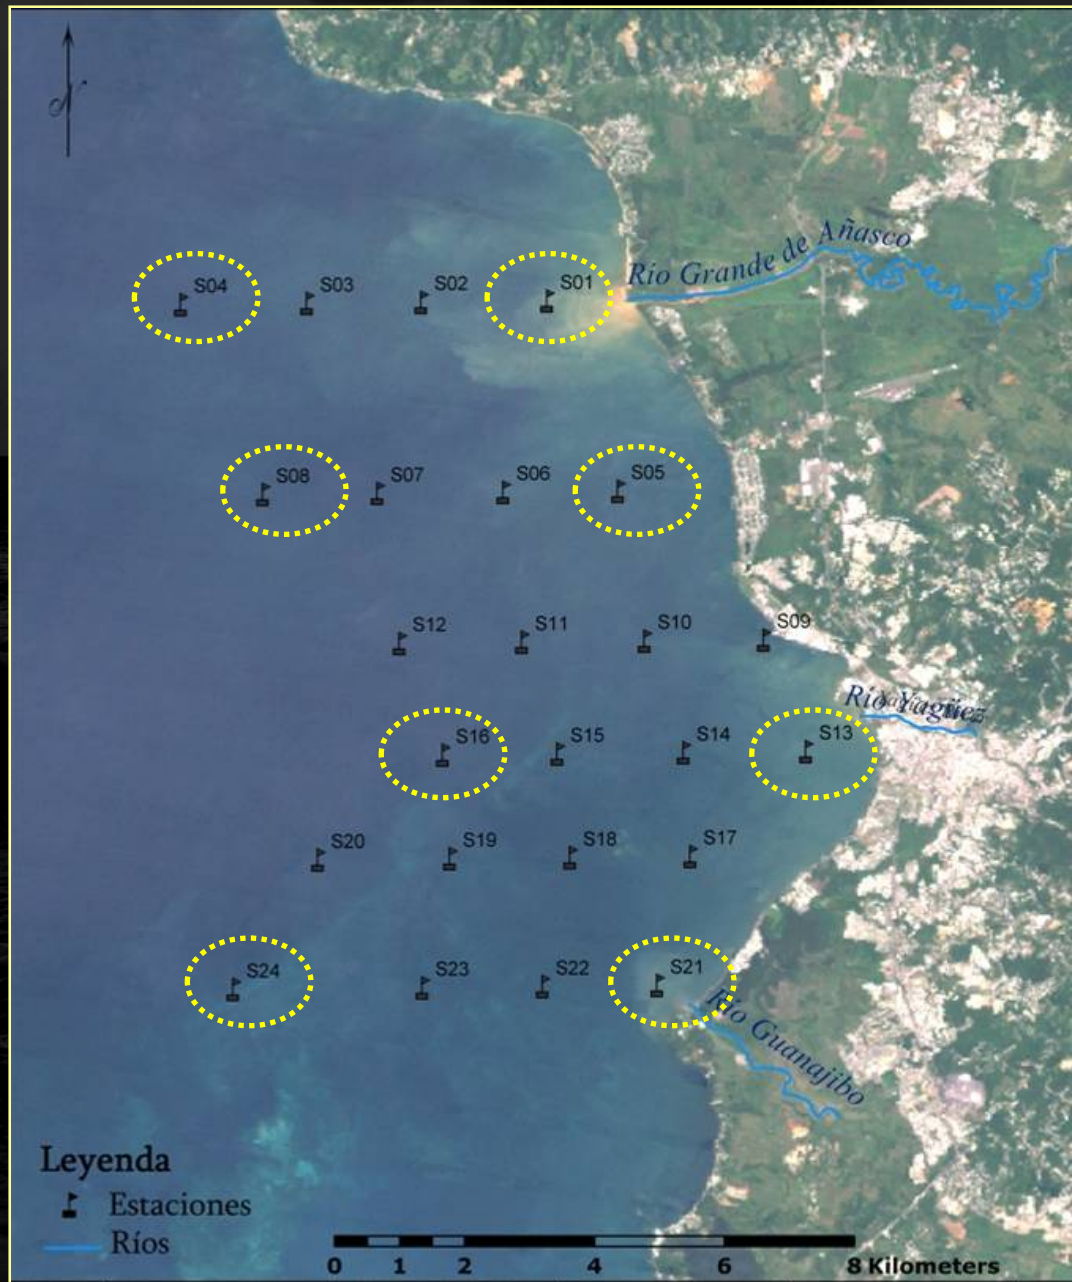 N
Río Grande de Añasco
S04 S03 S02 S01
S08 S07 S06 S05
S12 S11 S10 S09
Río Yagüez
S16 S15 S14 S13
S20 S19 S18 S17
S24 S23 S22 S21
Río Guanajibo
Leyenda
Estaciones
Ríos
0 1 2 4 6 8 Kilometers